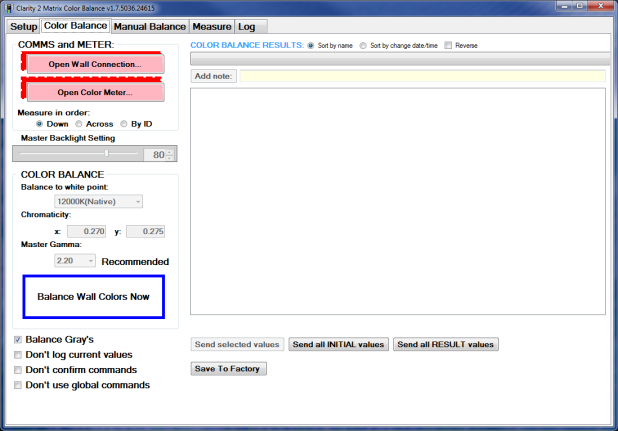 Clarity 2 Matrix Color Balance v1.7.5036.24615
Setup Color Balance Manual Balance Measure Log
COMMS and METER:
Open Wall Connection...
Open Color Meter...
Measure in order:
Down Across By ID
Master Backlight Setting
80
COLOR BALANCE
Balance to white point:
12000K(Native)
Chromaticity:
x: 0.270 y: 0.275
Master Gamma:
2.20 Recommended
Balance Wall Colors Now
Balance Gray's
Don't log current values
Don't confirm commands
Don't use global commands
COLOR BALANCE RESULTS: Sort by name Sort by change date/time Reverse
Add note:
Send selected values Send all INITIAL values Send all RESULT values
Save To Factory